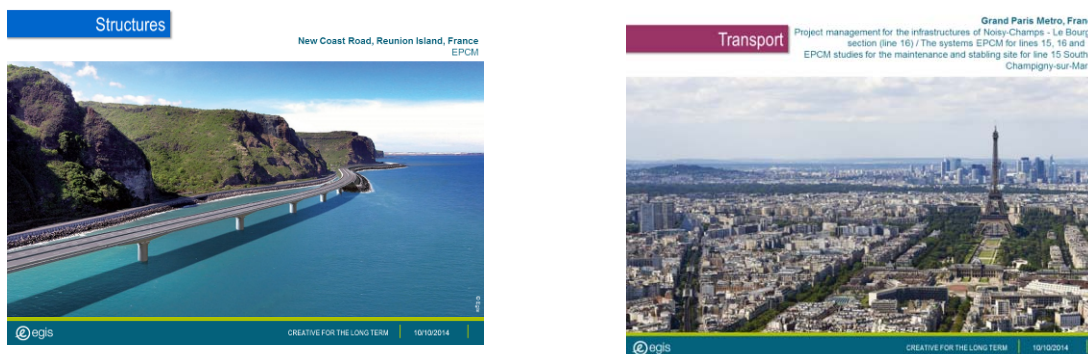 Structures
New Coast Road, Reunion Island, France
EPCM
egis
CREATIVE FOR THE LONG TERM
10/10/2014
Transport
Grand Paris Metro, Franc
Project management for the infrastructures of Noisy-Champs - Le Bourg
section (line 16) / The systems EPCM for lines 15, 16 and
EPCM studies for the maintenance and stabling site for line 15 South
Champigny-sur-Mar
egis
CREATIVE FOR THE LONG TERM
10/10/2014